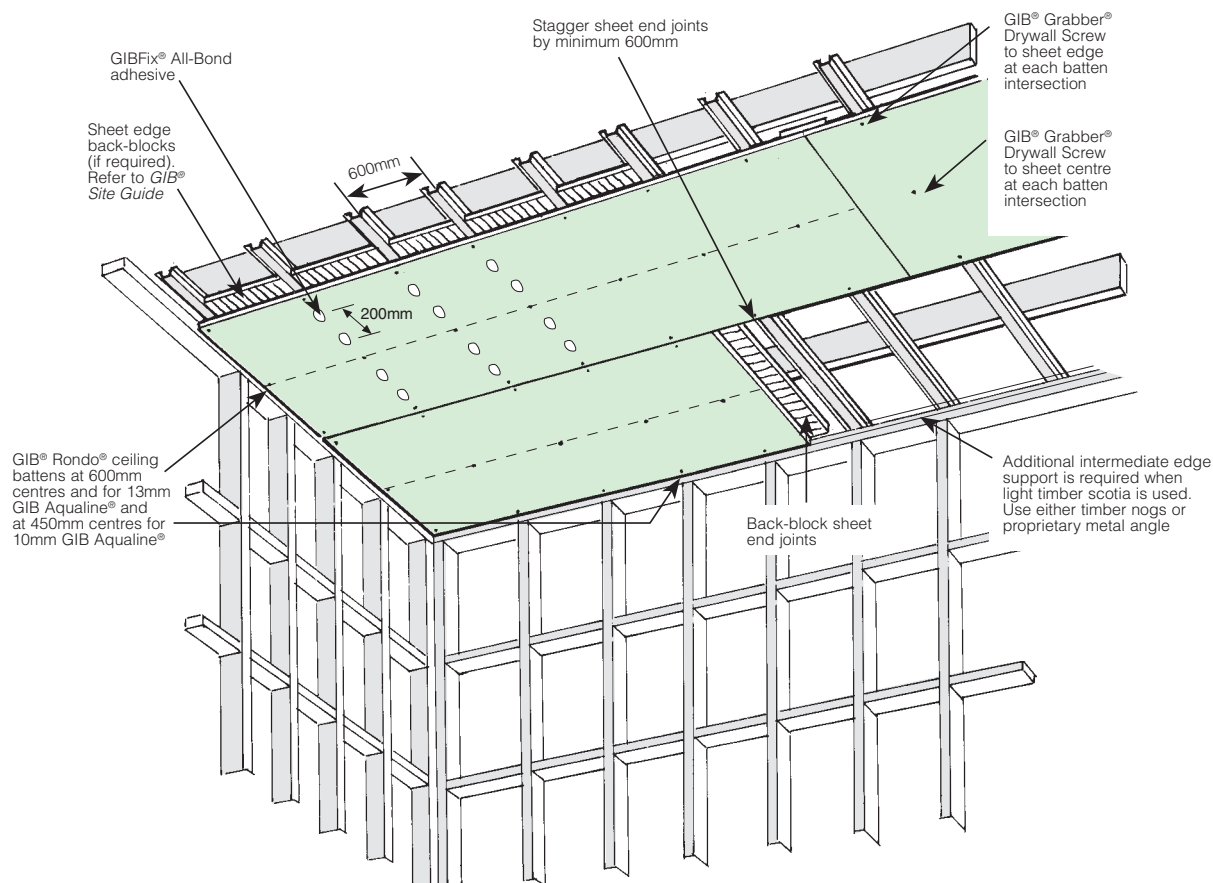 GIBFix® All-Bond
adhesive
Stagger sheet end joints
by minimum 600mm
GIB® Grabber®
Drywall Screw
to sheet edge
at each batten
intersection
Sheet edge
back-blocks
(if required).
Refer to GIB®
Site Guide
600mm
GIB® Grabber®
Drywall Screw
to sheet centre
at each batten
intersection
200mm
GIB® Rondo® ceiling
battens at 600mm
centres and for 13mm
GIB Aqualine® and
at 450mm centres for
10mm GIB Aqualine®
Back-block sheet
end joints
Additional intermediate edge
support is required when
light timber scotia is used.
Use either timber nogs or
proprietary metal angle